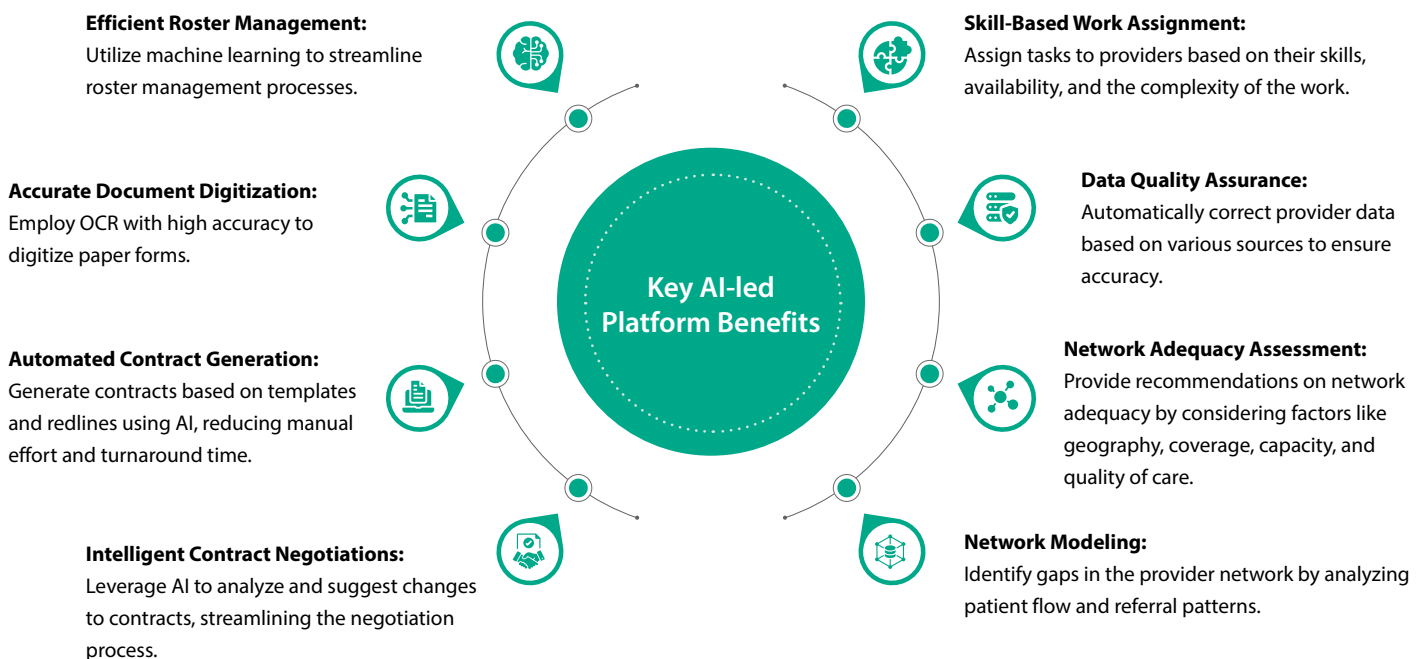 Efficient Roster Management:
Utilize machine learning to streamline
roster management processes.
Accurate Document Digitization:
Employ OCR with high accuracy to
digitize paper forms.
Automated Contract Generation:
Generate contracts based on templates
and redlines using AI, reducing manual
effort and turnaround time.
Intelligent Contract Negotiations:
Leverage AI to analyze and suggest changes
to contracts, streamlining the negotiation
process.
Key AI-led
Platform Benefits
Skill-Based Work Assignment:
Assign tasks to providers based on their skills,
availability, and the complexity of the work.
Data Quality Assurance:
Automatically correct provider data
based on various sources to ensure
accuracy.
Network Adequacy Assessment:
Provide recommendations on network
adequacy by considering factors like
geography, coverage, capacity, and
quality of care.
Network Modeling:
Identify gaps in the provider network by analyzing
patient flow and referral patterns.